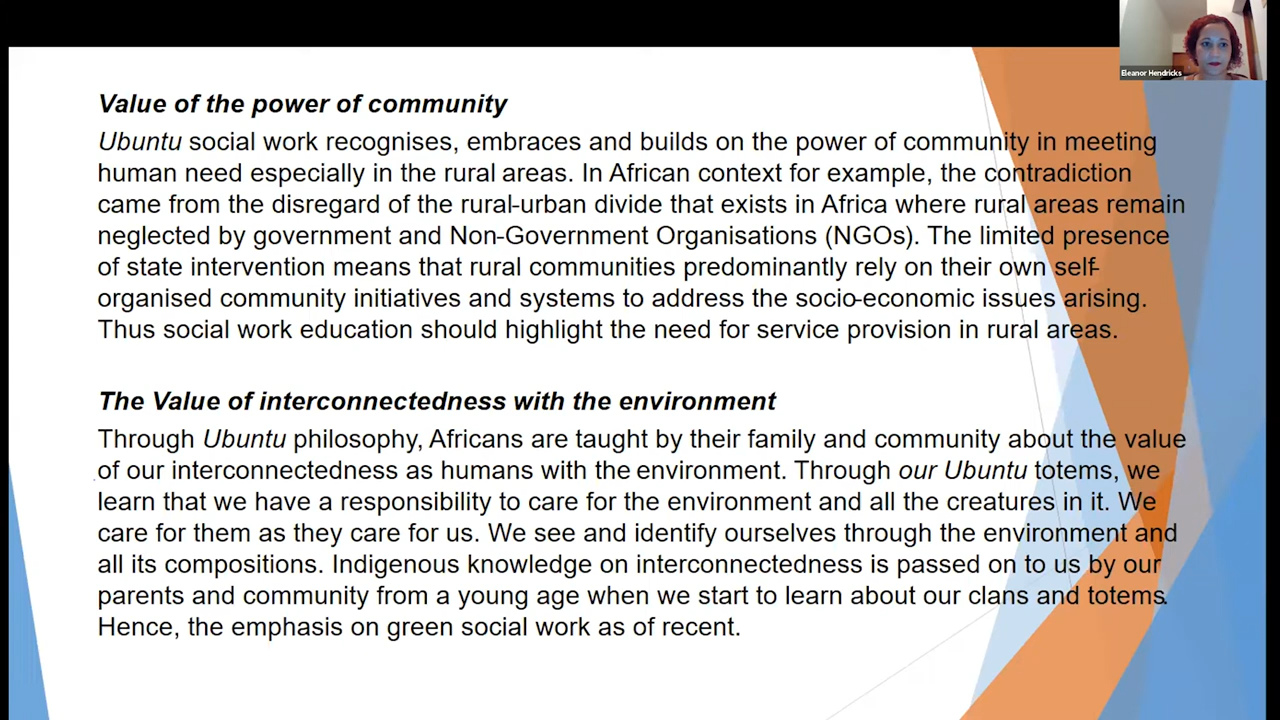 Eleanor Hendricks
Value of the power of community
Ubuntu social work recognises, embraces and builds on the power of community in meeting
human need especially in the rural areas. In African context for example, the contradiction
came from the disregard of the rural-urban divide that exists in Africa where rural areas remain
neglected by government and Non-Government Organisations (NGOs). The limited presence
of state intervention means that rural communities predominantly rely on their own self-
organised community initiatives and systems to address the socio-economic issues arising.
Thus social work education should highlight the need for service provision in rural areas.
The Value of interconnectedness with the environment
Through Ubuntu philosophy, Africans are taught by their family and community about the value
of our interconnectedness as humans with the environment. Through our Ubuntu totems, we
learn that we have a responsibility to care for the environment and all the creatures in it. We
care for them as they care for us. We see and identify ourselves through the environment and
all its compositions. Indigenous knowledge on interconnectedness is passed on to us by our
parents and community from a young age when we start to learn about our clans and totems.
Hence, the emphasis on green social work as of recent.